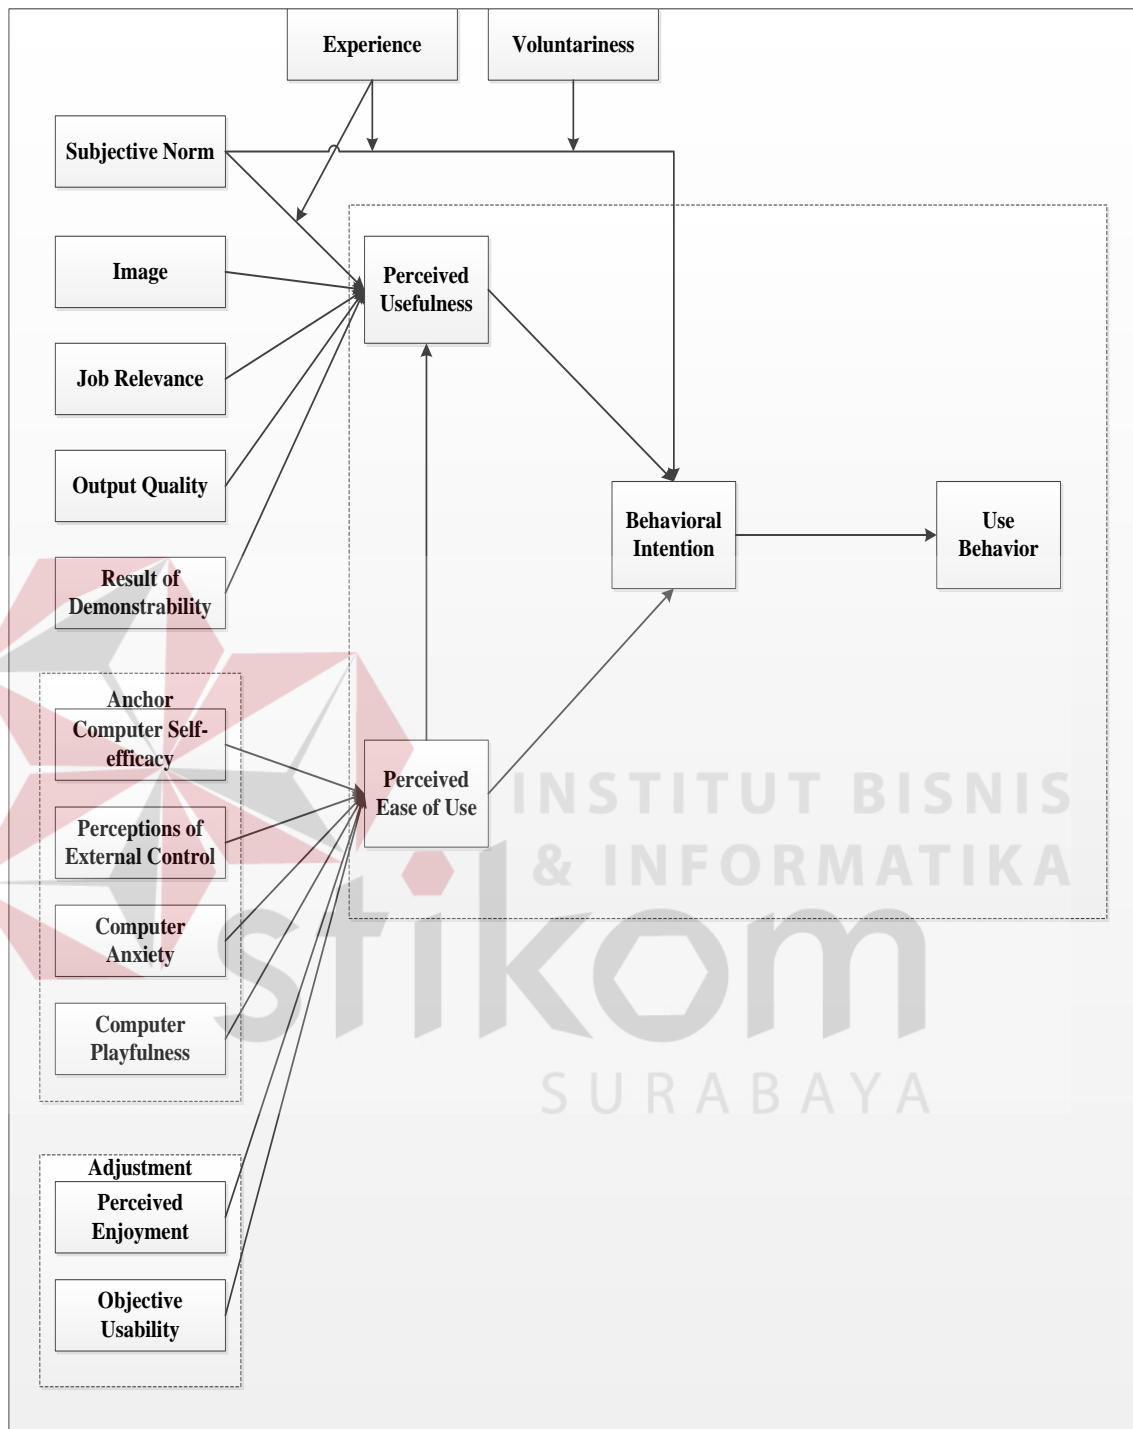 Experience
Voluntariness
Subjective Norm
Image
Perceived
Usefulness
Job Relevance
Output Quality
Behavioral
Intention
Use
Behavior
Result of
Demonstrability
Anchor
Computer Self-
efficacy
Perceived
Ease of Use
Perceptions of
External Control
Computer
Anxiety
Computer
Playfulness
Adjustment
Perceived
Enjoyment
Objective
Usability
INSTITUT BISNIS
& INFORMATIKA
stikom
SURABAYA